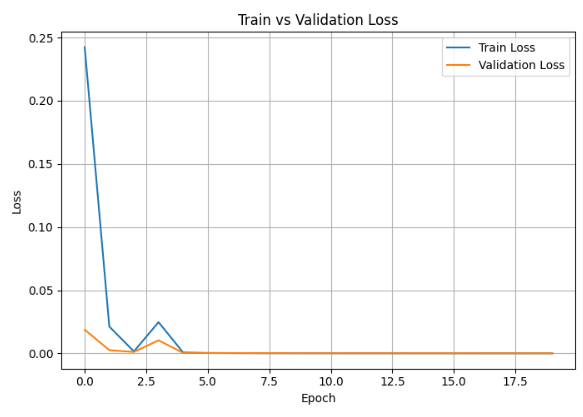 Train vs Validation Loss
Train Loss
Validation Loss
0.25
0.20
0.15
0.10
0.05
0.00
Loss
0.0 2.5 5.0 7.5 10.0 12.5 15.0 17.5
Epoch